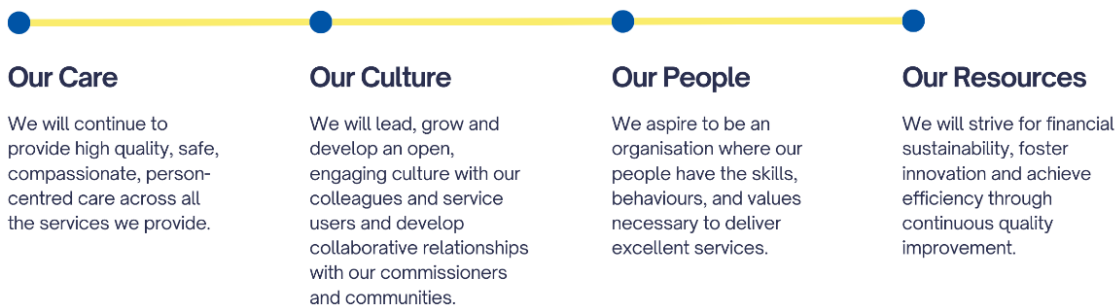 Our Care
We will continue to
provide high quality, safe,
compassionate, person-
centred care across all
the services we provide.
Our Culture
We will lead, grow and
develop an open,
engaging culture with our
colleagues and service
users and develop
collaborative relationships
with our commissioners
and communities.
Our People
We aspire to be an
organisation where our
people have the skills,
behaviours, and values
necessary to deliver
excellent services.
Our Resources
We will strive for financial
sustainability, foster
innovation and achieve
efficiency through
continuous quality
improvement.